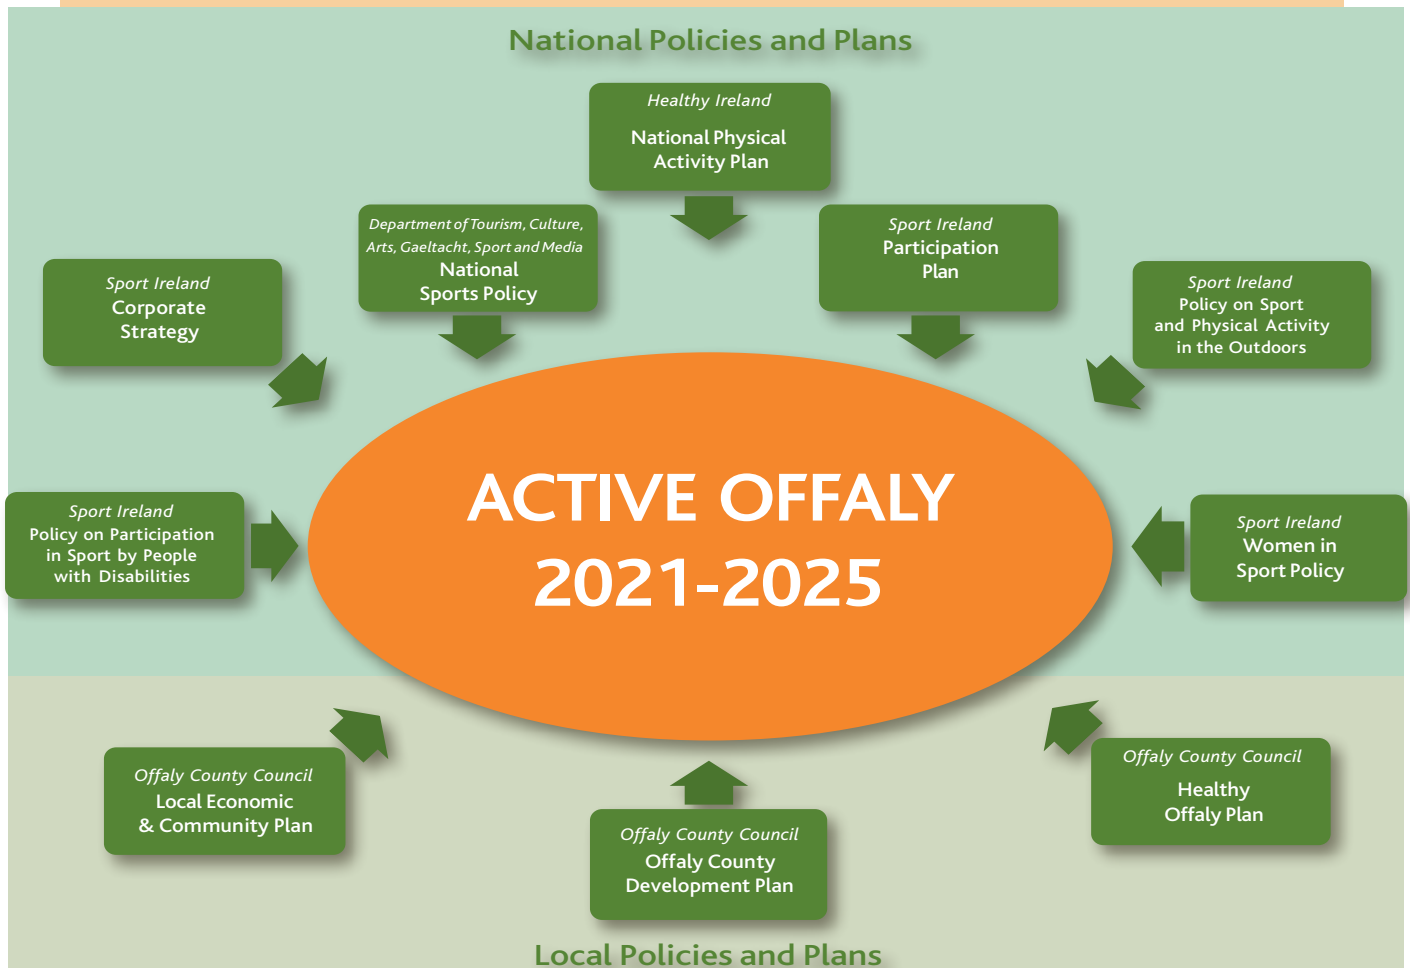 National Policies and Plans
Healthy Ireland
National Physical
Activity Plan
Department of Tourism, Culture,
Arts, Gaeltacht, Sport and Media
National
Sports Policy
Sport Ireland
Participation
Plan
Sport Ireland
Corporate
Strategy
Sport Ireland
Policy on Sport
and Physical Activity
in the Outdoors
ACTIVE OFFALY
2021-2025
Sport Ireland
Policy on Participation
in Sport by People
with Disabilities
Sport Ireland
Women in
Sport Policy
Offaly County Council
Local Economic
& Community Plan
Offaly County Council
Offaly County
Development Plan
Offaly County Council
Healthy
Offaly Plan
Local Policies and Plans